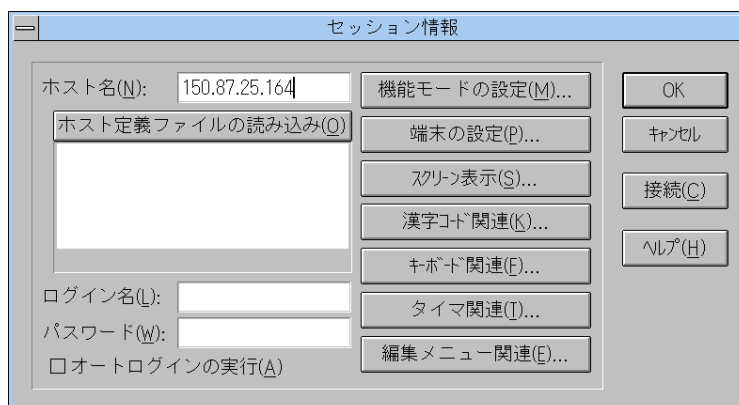 セッション情報
ホスト名(N): 150.87.25.164
ホスト定義ファイルの読み込み(O)
ログイン名(L):
パスワード(W):
オートログインの実行(A)
機能モードの設定(M)...
端末の設定(P)...
ｽｸﾘｰﾝ表示(S)...
漢字ｺｰﾄﾞ関連(K)...
ｷｰﾎﾞｰﾄﾞ関連(F)...
タイマ関連(T)...
編集メニュー関連(E)...
OK
ｷｬﾝｾﾙ
接続(C)
ﾍﾙﾌﾟ(H)